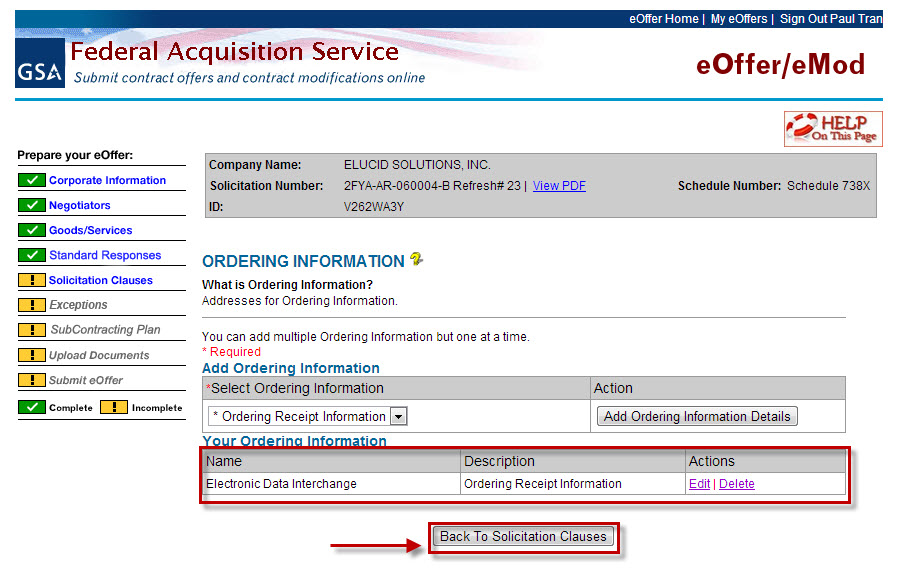 eOffer Home | My eOffers | Sign Out Paul Tran
GSA
Federal Acquisition Service
Submit contract offers and contract modifications online
eOffer/eMod
HELP
On This Page
Prepare your eOffer:
Corporate Information
Negotiators
Goods/Services
Standard Responses
! Solicitation Clauses
! Exceptions
! SubContracting Plan
! Upload Documents
! Submit eOffer
Complete ! Incomplete
Company Name: ELUCID SOLUTIONS, INC.
Solicitation Number: 2FYA-AR-060004-B Refresh# 23 | View PDF Schedule Number: Schedule 738X
ID: V262WA3Y
ORDERING INFORMATION ?
What is Ordering Information?
Addresses for Ordering Information.
You can add multiple Ordering Information but one at a time.
* Required
Add Ordering Information
*Select Ordering Information Action
* Ordering Receipt Information Add Ordering Information Details
Your Ordering Information
Name Description Actions
Electronic Data Interchange Ordering Receipt Information Edit | Delete
Back To Solicitation Clauses